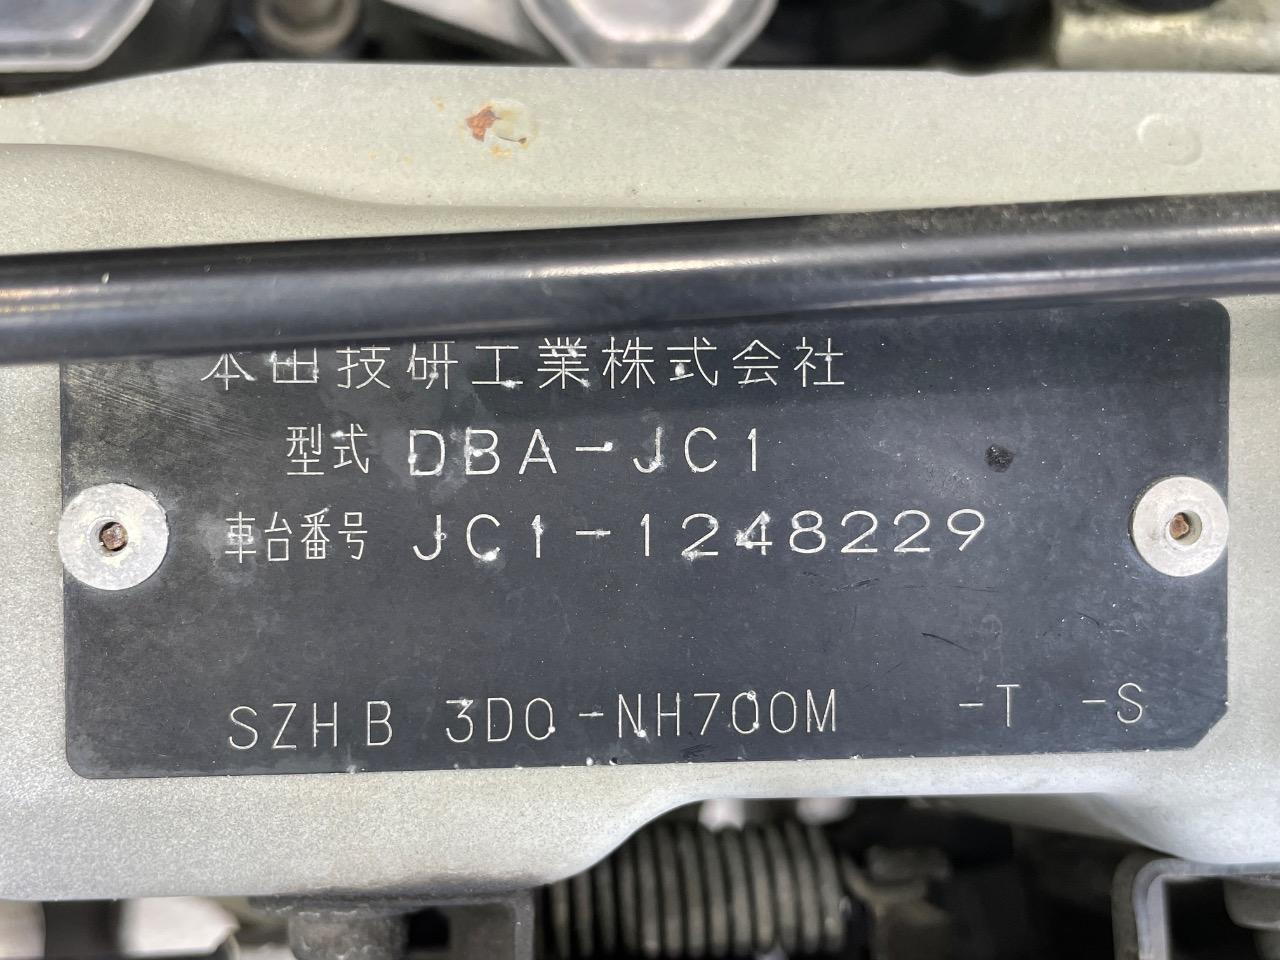 本田技研工業株式会社
型式 DBA-JC1
車台番号 JC1-1248229
SZHB 3D0-NH700M -T -S